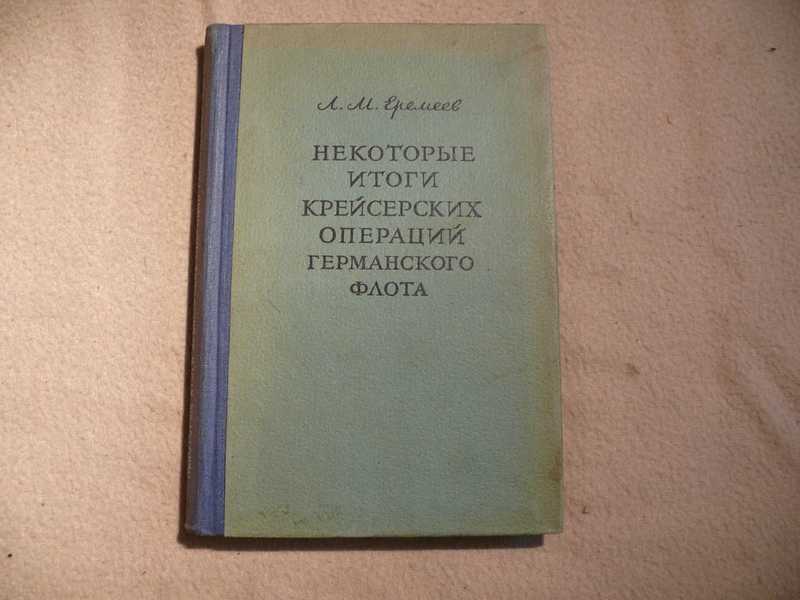 Л. М. Еремеев
НЕКОТОРЫЕ
ИТОГИ
КРЕЙСЕРСКИХ
ОПЕРАЦИЙ
ГЕРМАНСКОГО
ФЛОТА